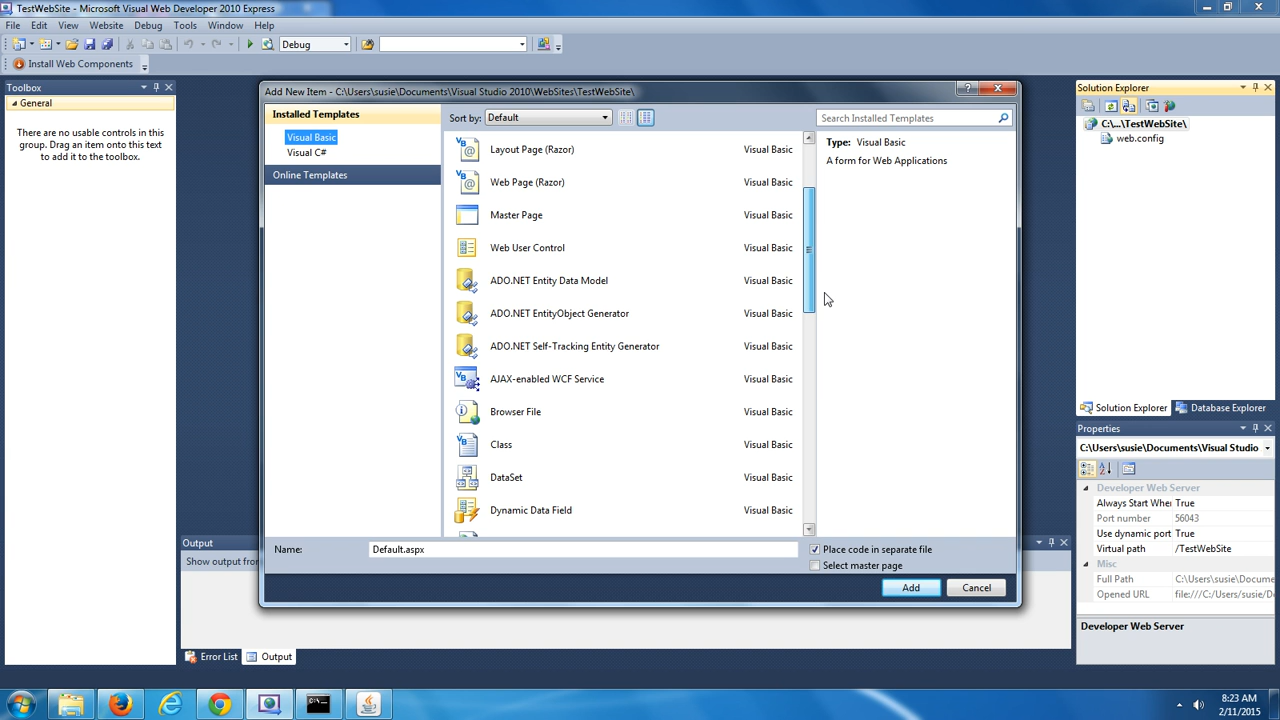 TestWebSite - Microsoft Visual Web Developer 2010 Express
File Edit View Website Debug Tools Window Help
Debug
Install Web Components
Toolbox
General
There are no usable controls in this
group. Drag an item onto this text
to add it to the toolbox.
Add New Item - C:\Users\susie\Documents\Visual Studio 2010\WebSites\TestWebSite\
Installed Templates
Visual Basic
Visual C#
Online Templates
Sort by: Default
Search Installed Templates
Layout Page (Razor) Visual Basic
Web Page (Razor) Visual Basic
Master Page Visual Basic
Web User Control Visual Basic
ADO.NET Entity Data Model Visual Basic
ADO.NET EntityObject Generator Visual Basic
ADO.NET Self-Tracking Entity Generator Visual Basic
AJAX-enabled WCF Service Visual Basic
Browser File Visual Basic
Class Visual Basic
DataSet Visual Basic
Dynamic Data Field Visual Basic
Type: Visual Basic
A form for Web Applications
Name: Default.aspx
Place code in separate file
Select master page
Add Cancel
Output
Show output from
Error List Output
Solution Explorer
C:\...\TestWebSite\
web.config
Solution Explorer Database Explorer
Properties
C:\Users\susie\Documents\Visual Studio
Developer Web Server
Always Start Whe True
Port number 56043
Use dynamic port True
Virtual path /TestWebSite
Misc
Full Path C:\Users\susie\Docume
Opened URL file:///C:/Users/susie/D
Developer Web Server
8:23 AM
2/11/2015